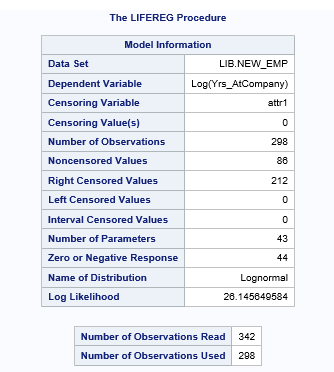 The LIFEREG Procedure
Model Information
Data Set LIB.NEW_EMP
Dependent Variable Log(Yrs_AtCompany)
Censoring Variable attr1
Censoring Value(s) 0
Number of Observations 298
Noncensored Values 86
Right Censored Values 212
Left Censored Values 0
Interval Censored Values 0
Number of Parameters 43
Zero or Negative Response 44
Name of Distribution Lognormal
Log Likelihood 26.145649584
Number of Observations Read 342
Number of Observations Used 298